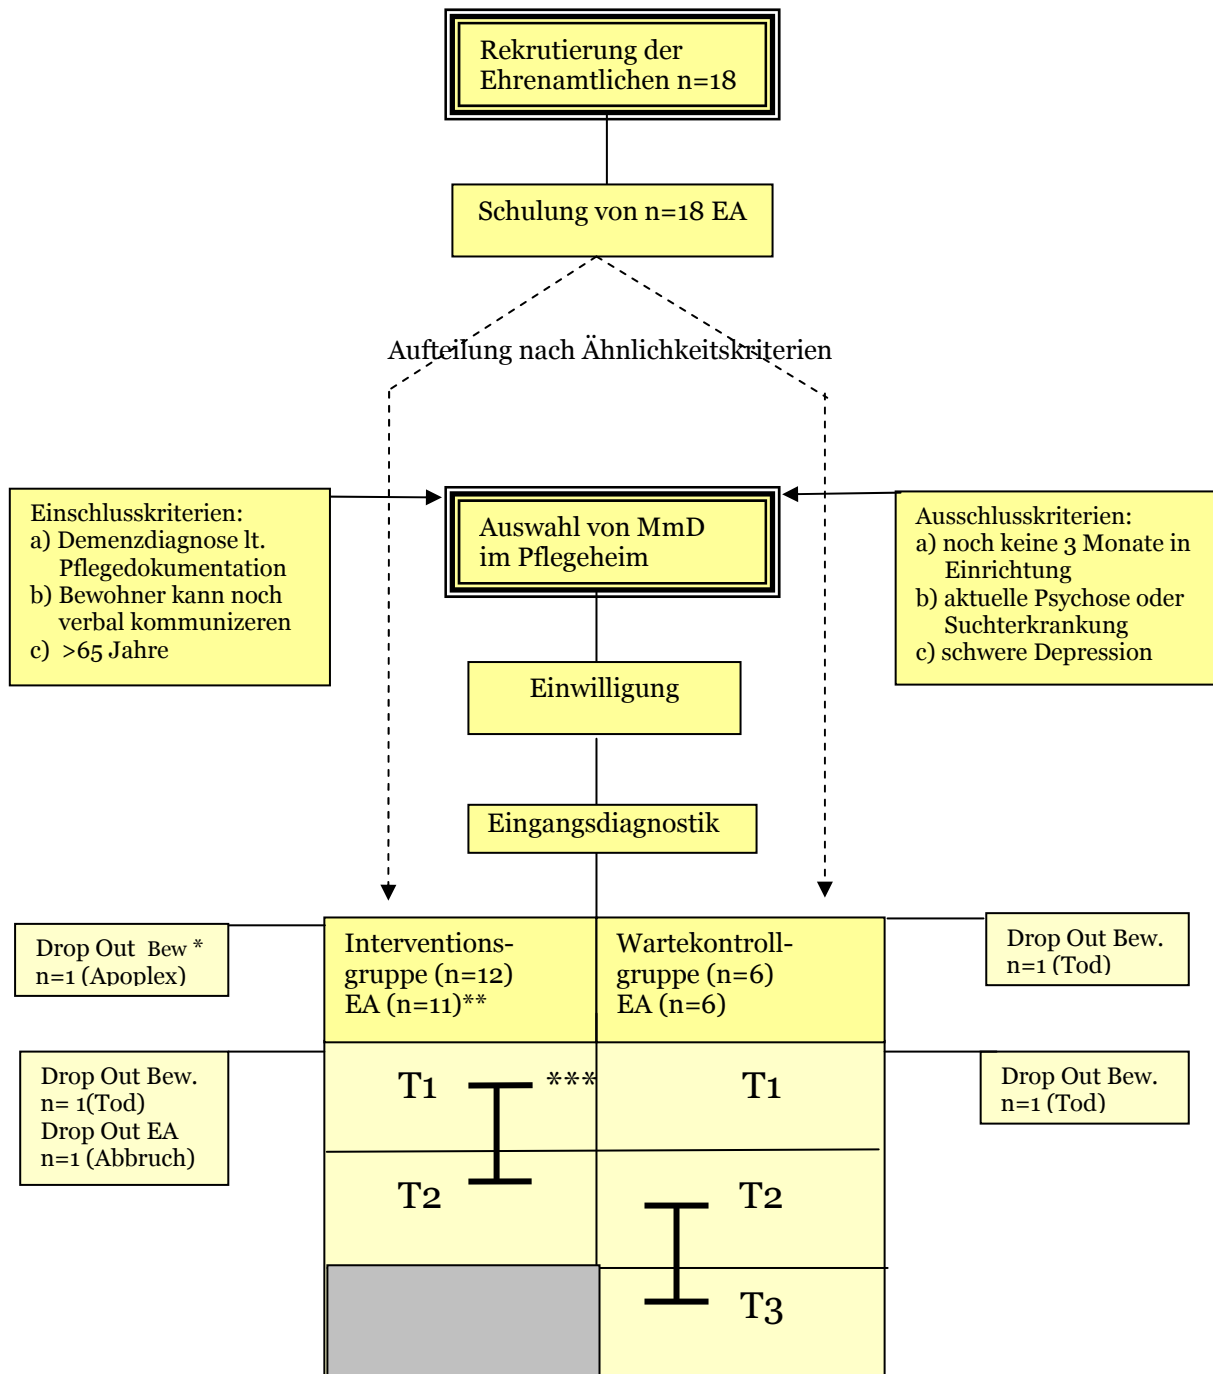 Rekrutierung der
Ehrenamtlichen n=18
Schulung von n=18 EA
Aufteilung nach Ähnlichkeitskriterien
Einschlusskriterien:
a) Demenzdiagnose lt.
Pflegedokumentation
b) Bewohner kann noch
verbal kommunizeren
c) >65 Jahre
Auswahl von MmD
im Pflegeheim
Ausschlusskriterien:
a) noch keine 3 Monate in
Einrichtung
b) aktuelle Psychose oder
Suchterkrankung
c) schwere Depression
Einwilligung
Eingangsdiagnostik
Drop Out Bew *
n=1 (Apoplex)
Interventions-
gruppe (n=12)
EA (n=11)**
Wartekontroll-
gruppe (n=6)
EA (n=6)
Drop Out Bew.
n=1 (Tod)
Drop Out Bew.
n= 1(Tod)
Drop Out EA
n=1 (Abbruch)
T1 ***
T1
Drop Out Bew.
n=1 (Tod)
T2
T2
T3